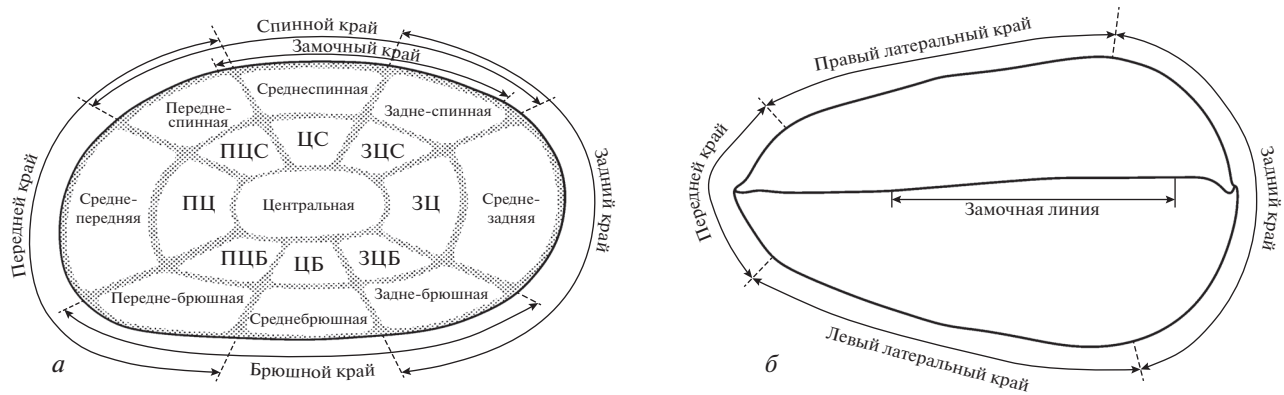 Спинной край
Замочный край
Среднеспинная
Передне-
спинная
Задне-спинная
ПЦС
ЦС
ЗЦС
Передней край
Средне-
передняя
ПЦ
Центральная
ЗЦ
Средне-
задняя
Задний край
ПЦБ
ЦБ
ЗЦБ
Передне-брюшная
Среднебрюшная
Задне-брюшная
Брюшной край
а
Правый латеральный край
Передней край
Замочная линия
Задний край
Левый латеральный край
б